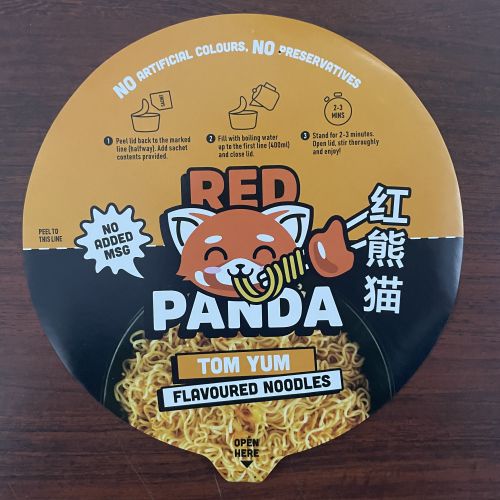 NO ARTIFICIAL COLOURS, NO PRESERVATIVES
2-3
MINS
1 Peel lid back to the marked
line (halfway). Add sachet
contents provided.
2 Fill with boiling water
up to the first line (400ml)
and close lid.
3 Stand for 2-3 minutes.
Open lid, stir thoroughly
and enjoy!
RED
PANDA
红熊猫
PEEL TO
THIS LINE
NO
ADDED
MSG
TOM YUM
FLAVOURED NOODLES
OPEN
HERE